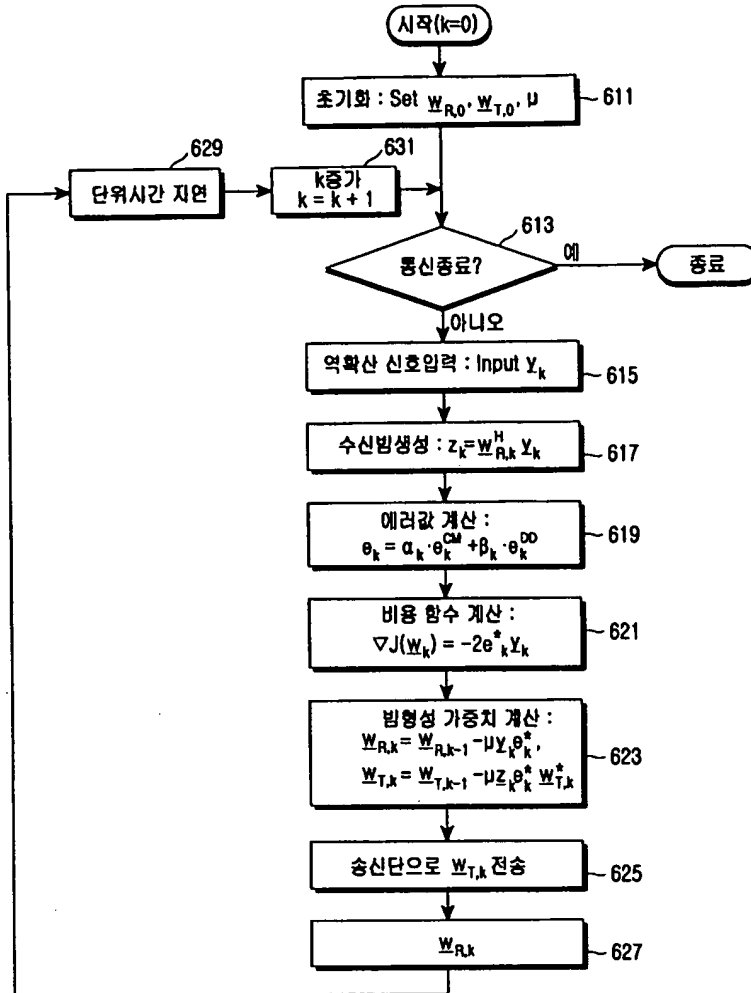 시작(k=0)
초기화 : Set w_R,0, w_T,0, μ
611
629
단위시간 지연
631
k증가
k = k + 1
613
통신종료?
예
종료
아니오
역확산 신호입력 : Input y_k
615
수신빔생성 : z_k = w^H_R,k y_k
617
에러값 계산 :
e_k = α_k·e_k^CM + β_k·e_k^DD
619
비용 함수 계산 :
∇J(w_k) = -2e*_k y_k
621
빔형성 가중치 계산 :
w_R,k = w_R,k-1 - μy_k e_k*,
w_T,k = w_T,k-1 - μz_k e_k* w*_T,k
623
송신단으로 w_T,k 전송
625
w_R,k
627